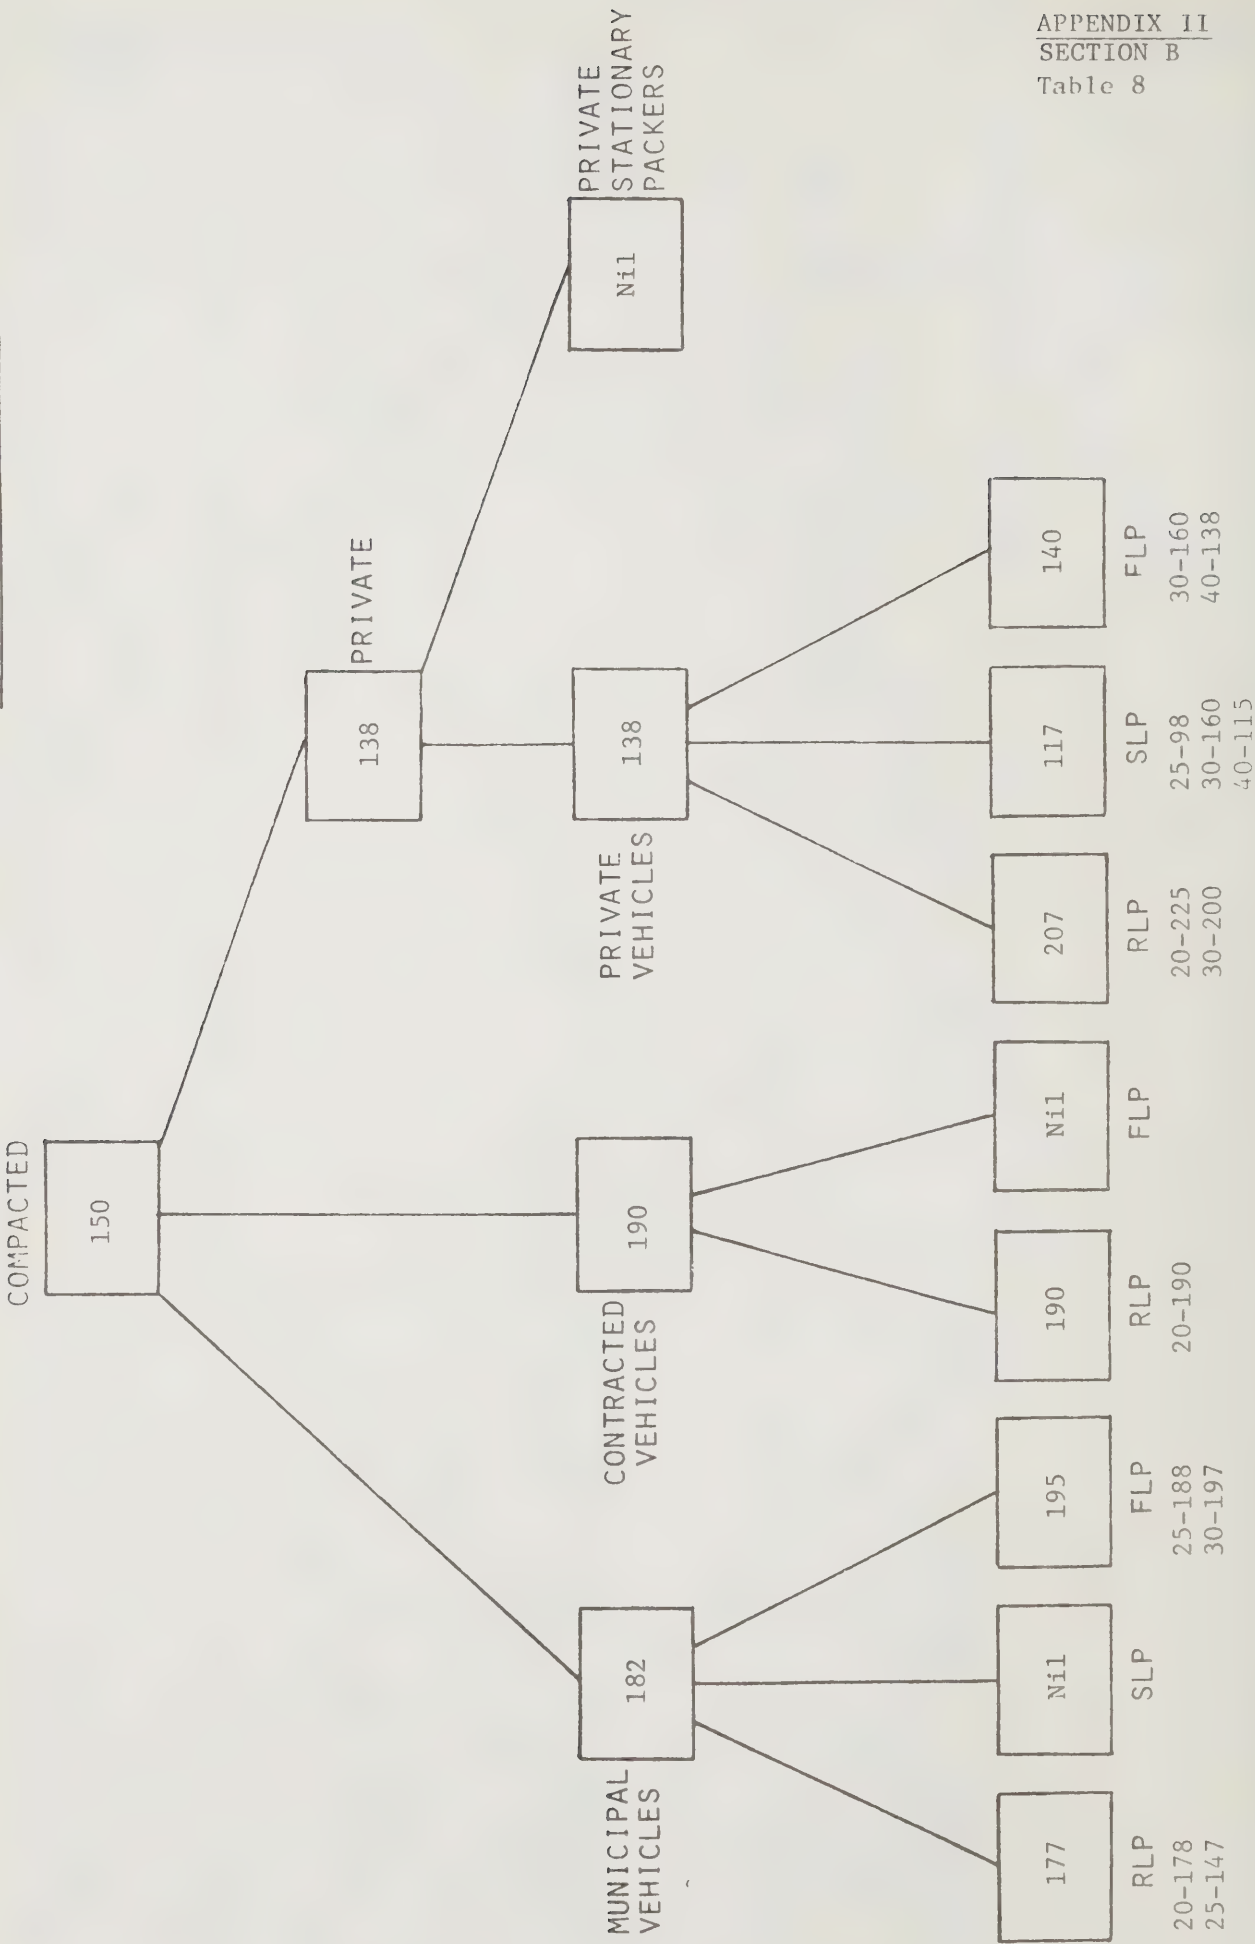 APPENDIX II
SECTION B
Table 8
COMPACTED
150
PRIVATE
138
MUNICIPAL
VEHICLES
182
CONTRACTED
VEHICLES
190
PRIVATE
VEHICLES
138
PRIVATE
STATIONARY
PACKERS
Nil
177
RLP
20-178
25-147
Nil
SLP
195
FLP
25-188
30-197
190
RLP
20-190
Nil
FLP
207
RLP
20-225
30-200
117
SLP
25-98
30-160
40-115
140
FLP
30-160
40-138